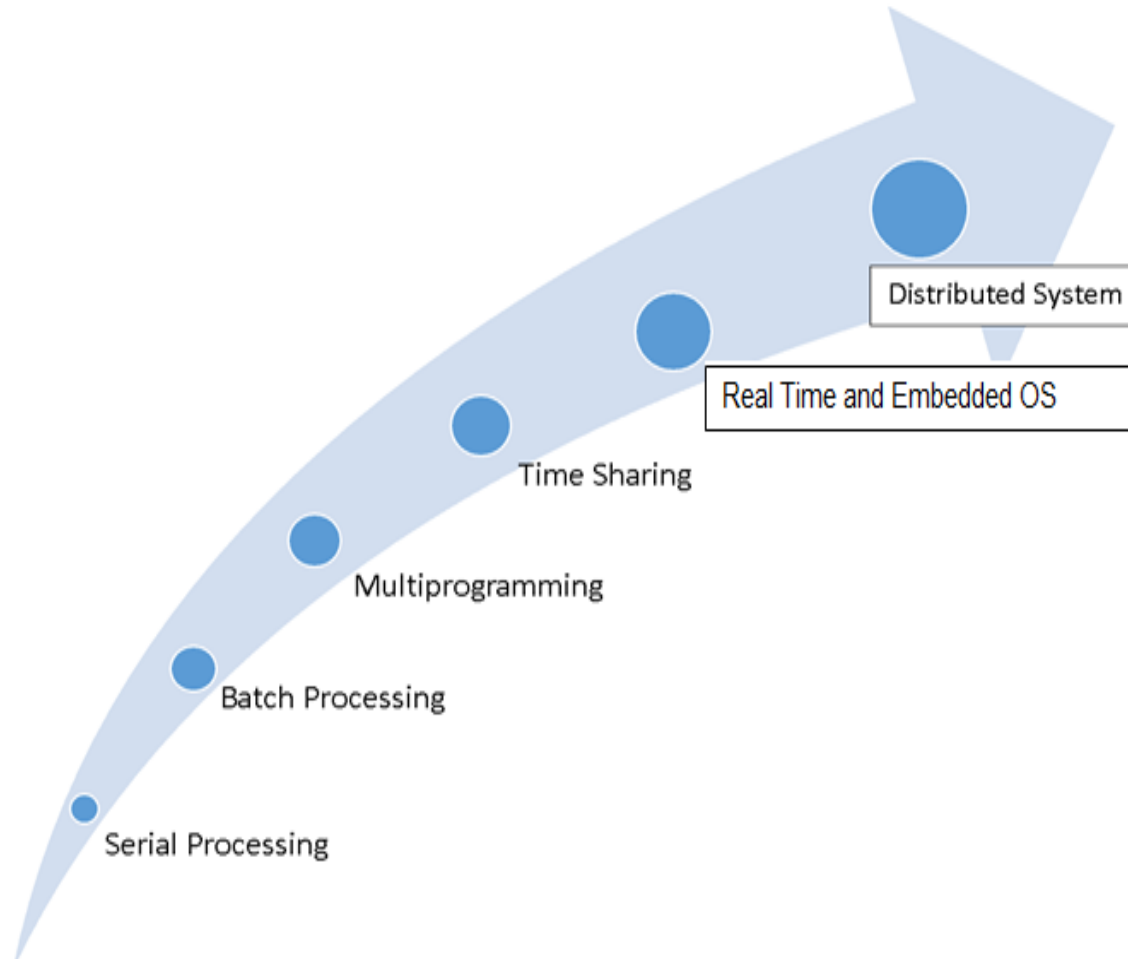 Distributed System
Real Time and Embedded OS
Time Sharing
Multiprogramming
Batch Processing
Serial Processing